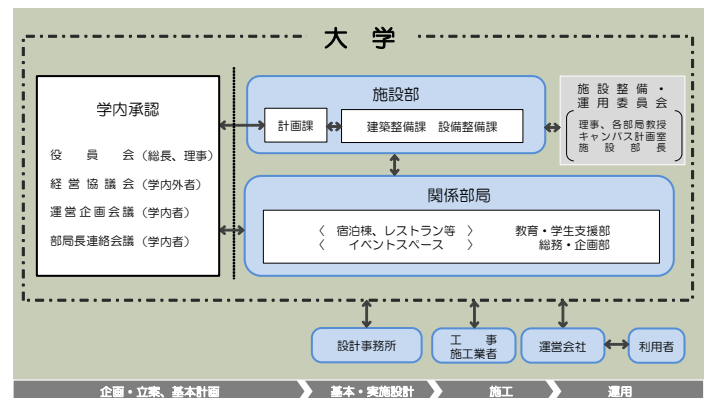 大 学
学内承認
役 員 会（総長、理事）
経 営 協 議 会（学内外者）
運営企画会議（学内者）
部局長連絡会議（学内者）
施設部
計画課
建築整備課 設備整備課
施 設 整 備・
運 用 委 員 会
理事、各部局教授
キャンパス計画室
施 設 部 長
関係部局
〈 宿泊棟、レストラン等 〉 教育・学生支援部
〈 イベントスペース 〉 総務・企画部
設計事務所
工 事
施工業者
運営会社
利用者
企画・立案、基本計画
基本・実施設計
施工
運用